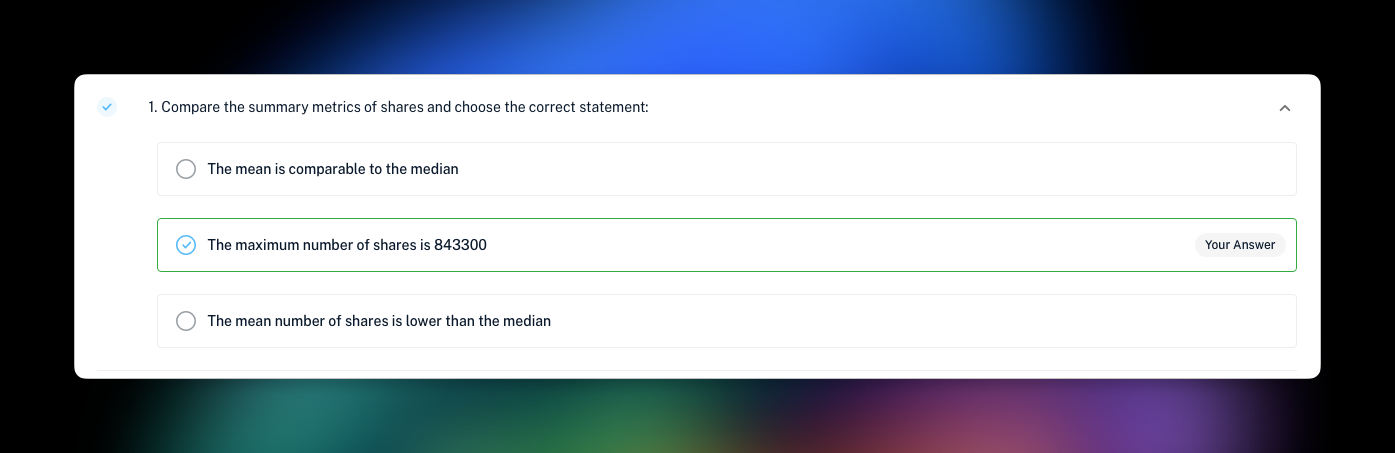 1. Compare the summary metrics of shares and choose the correct statement:
The mean is comparable to the median
The maximum number of shares is 843300
Your Answer
The mean number of shares is lower than the median